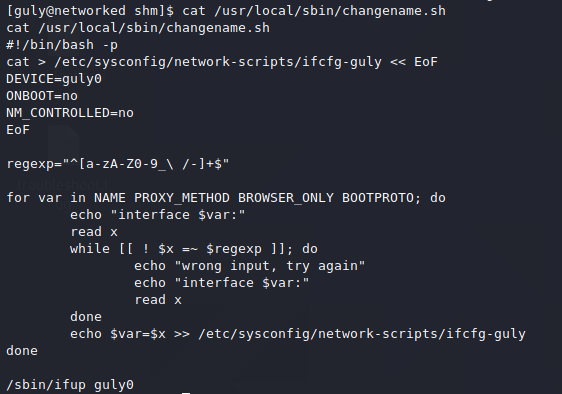 [guly@networked shm]$ cat /usr/local/sbin/changename.sh
cat /usr/local/sbin/changename.sh
#!/bin/bash -p
cat > /etc/sysconfig/network-scripts/ifcfg-guly << EoF
DEVICE=guly0
ONBOOT=no
NM_CONTROLLED=no
EoF

regexp="^[a-zA-Z0-9_\ /-]+$"

for var in NAME PROXY_METHOD BROWSER_ONLY BOOTPROTO; do
        echo "interface $var:"
        read x
        while [[ ! $x =~ $regexp ]]; do
                echo "wrong input, try again"
                echo "interface $var:"
                read x
        done
        echo $var=$x >> /etc/sysconfig/network-scripts/ifcfg-guly
done

/sbin/ifup guly0